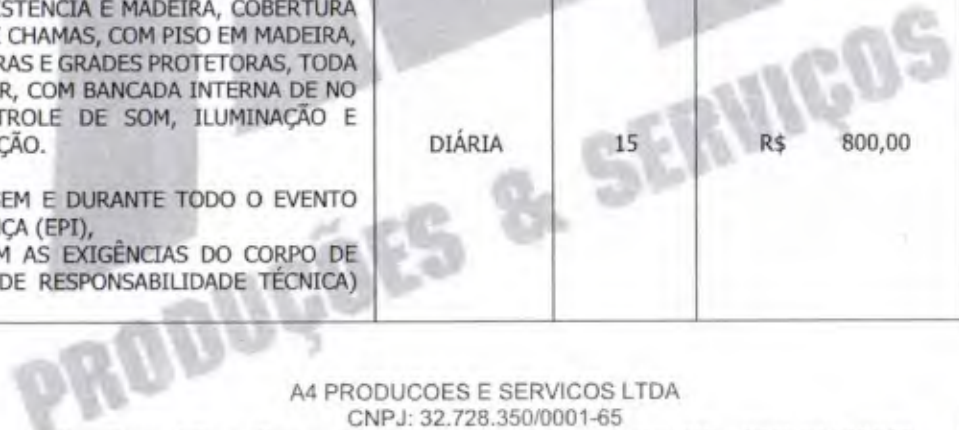 STÊNCIA E MADEIRA, COBERTURA
CHAMAS, COM PISO EM MADEIRA,
RAS E GRADES PROTETORAS, TODA
R, COM BANCADA INTERNA DE NO
TROLE DE SOM, ILUMINAÇÃO E
ÇÃO.
DIÁRIA 15 R$ 800,00
EM E DURANTE TODO O EVENTO
ÇA (EPI),
M AS EXIGÊNCIAS DO CORPO DE
DE RESPONSABILIDADE TÉCNICA)
PRODUÇÕES & SERVIÇOS
A4 PRODUCOES E SERVICOS LTDA
CNPJ: 32.728.350/0001-65